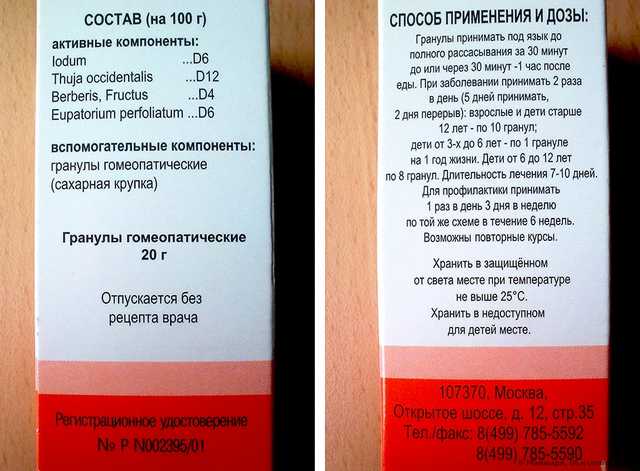 СОСТАВ (на 100 г)
активные компоненты:
Iodum ...D6
Thuja occidentalis ...D12
Berberis, Fructus ...D4
Eupatorium perfoliatum ...D6
вспомогательные компоненты:
гранулы гомеопатические
(сахарная крупка)
Гранулы гомеопатические
20 г
Отпускается без
рецепта врача
Регистрационное удостоверение
№ Р N002395/01
СПОСОБ ПРИМЕНЕНИЯ И ДОЗЫ:
Гранулы принимать под язык до
полного рассасывания за 30 минут
до или через 30 минут -1 час после
еды. При заболевании принимать 2 раза
в день (5 дней принимать,
2 дня перерыв): взрослые и дети старше
12 лет - по 10 гранул;
дети от 3-х до 6 лет - по 1 грануле
на 1 год жизни. Дети от 6 до 12 лет
по 8 гранул. Длительность лечения 7-10 дней.
Для профилактики принимать
1 раз в день 3 дня в неделю
по той же схеме в течение 6 недель.
Возможны повторные курсы.
Хранить в защищённом
от света месте при температуре
не выше 25°С.
Хранить в недоступном
для детей месте.
107370, Москва,
Открытое шоссе, д. 12, стр.35
Тел./факс: 8(499) 785-5592
8(499) 785-5590